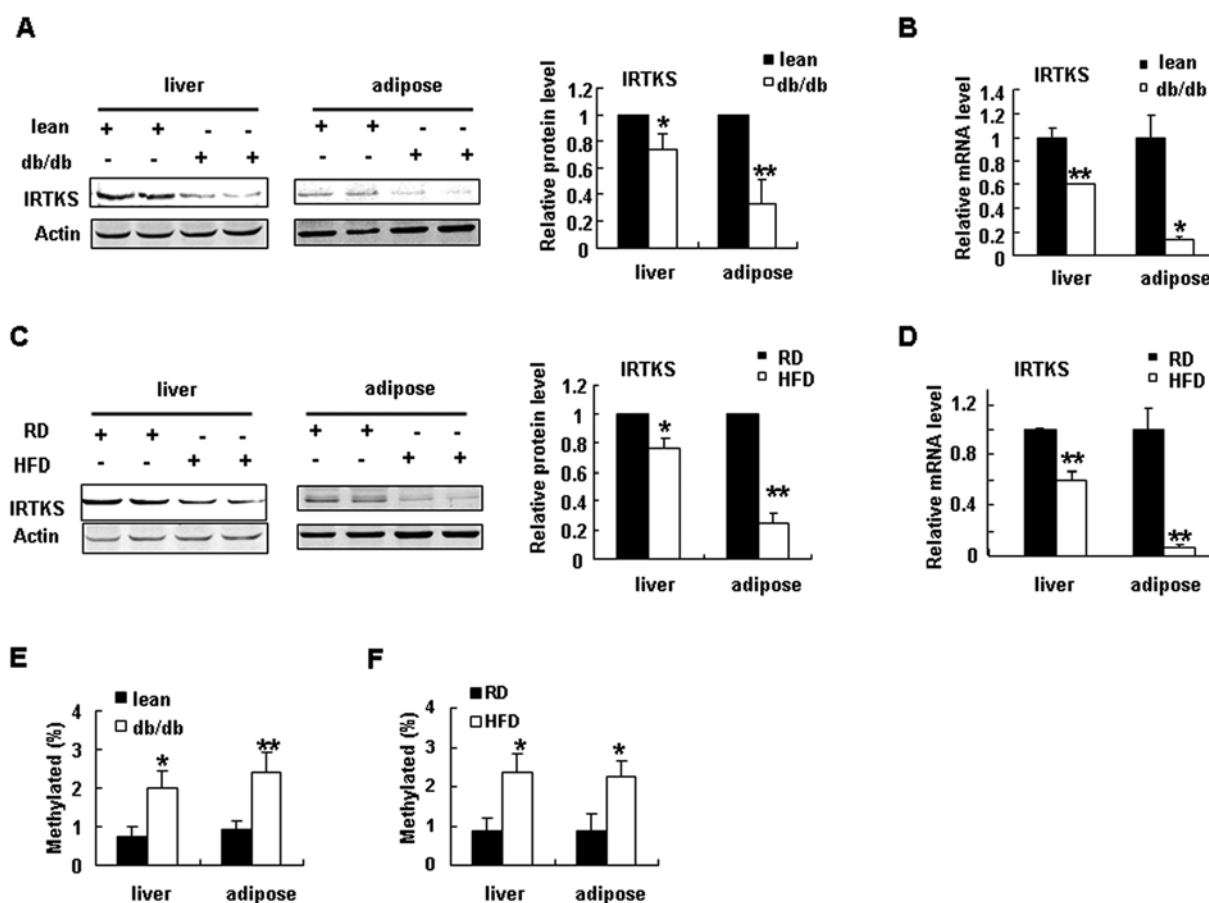 A
liver
adipose
lean + + - - + + - -
db/db - - + + - - + +
IRTKS
Actin
IRTKS
lean
db/db
Relative protein level
1.2
1
0.8
0.6
0.4
0.2
0
* **
liver adipose
B
IRTKS
lean
db/db
Relative mRNA level
1.4
1.2
1
0.6
0.4
0.2
0
** *
liver adipose
C
liver
adipose
RD + + - - + + - -
HFD - - + + - - + +
IRTKS
Actin
IRTKS
RD
HFD
Relative protein level
1.2
1
0.8
0.6
0.4
0.2
0
* **
liver adipose
D
IRTKS
RD
HFD
Relative mRNA level
1.2
0.8
0.4
0
** **
liver adipose
E
lean
db/db
Methylated (%)
4
3
2
1
0
* **
liver adipose
F
RD
HFD
Methylated (%)
4
3
2
1
0
* *
liver adipose